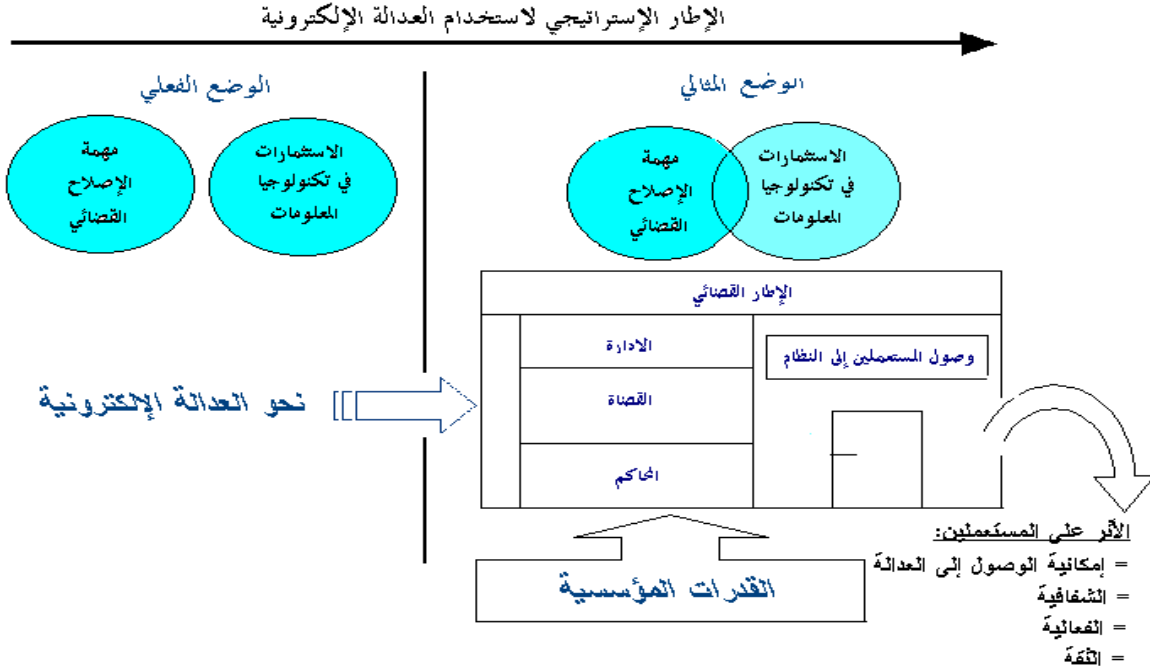 الإطار الإستراتيجي لاستخدام العدالة الإلكترونية
الوضع المثالي
الوضع الفعلي
مهمة
الإصلاح
القضائي
الاستثمارات
في تكنولوجيا
المعلومات
الاستثمارات
في تكنولوجيا
المعلومات
مهمة
الإصلاح
القضائي
الإطار القضائي
وصول المستعملين إلى النظام
الادارة
القضاة
المحاكم
نحو العدالة الإلكترونية
القدرات المؤسسية
الأثر على المستعملين:
= إمكانية الوصول إلى العدالة
= الشفافية
= الفعالية
= الثقة